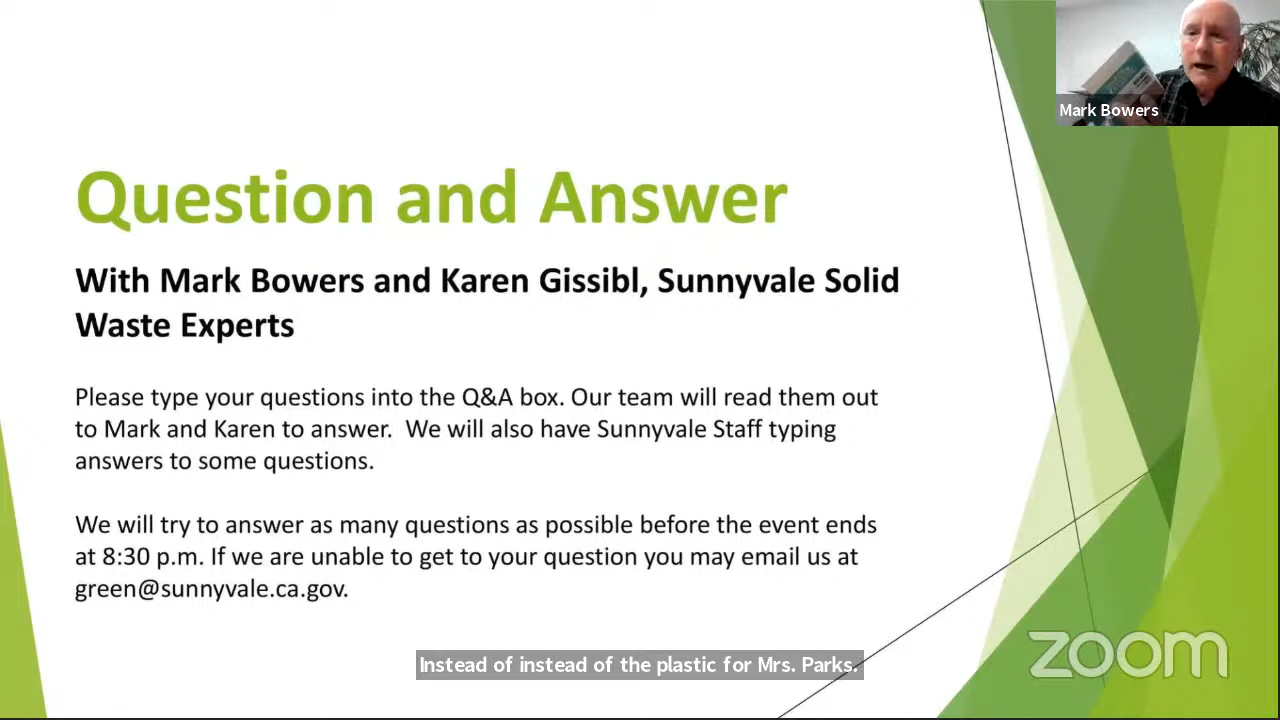 Mark Bowers
Question and Answer
With Mark Bowers and Karen Gissibl, Sunnyvale Solid
Waste Experts
Please type your questions into the Q&A box. Our team will read them out
to Mark and Karen to answer.  We will also have Sunnyvale Staff typing
answers to some questions.
We will try to answer as many questions as possible before the event ends
at 8:30 p.m. If we are unable to get to your question you may email us at
green@sunnyvale.ca.gov.
Instead of instead of the plastic for Mrs. Parks.
zoom